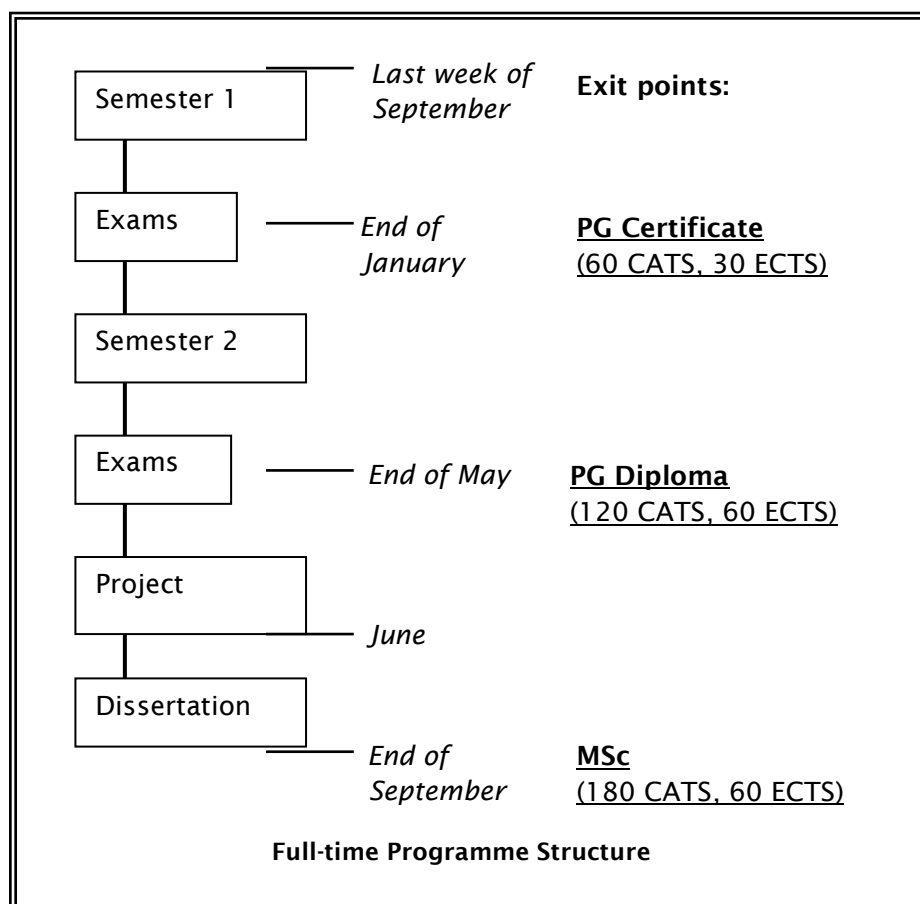 Semester 1
Last week of
September
Exit points:
Exams
End of
January
PG Certificate
(60 CATS, 30 ECTS)
Semester 2
Exams
End of May
PG Diploma
(120 CATS, 60 ECTS)
Project
June
Dissertation
End of
September
MSc
(180 CATS, 60 ECTS)
Full-time Programme Structure